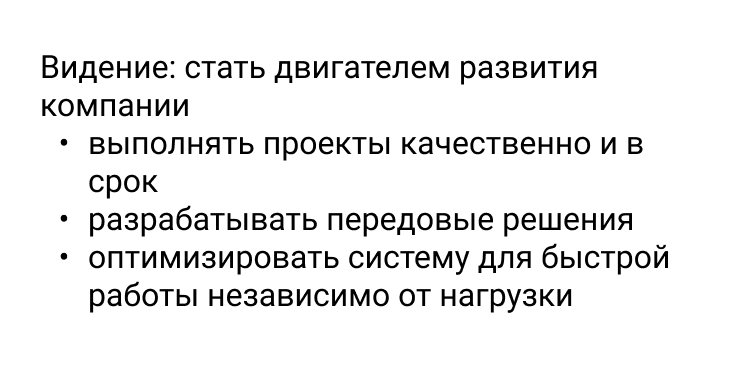 Видение: стать двигателем развития
компании
• выполнять проекты качественно и в
срок
• разрабатывать передовые решения
• оптимизировать систему для быстрой
работы независимо от нагрузки